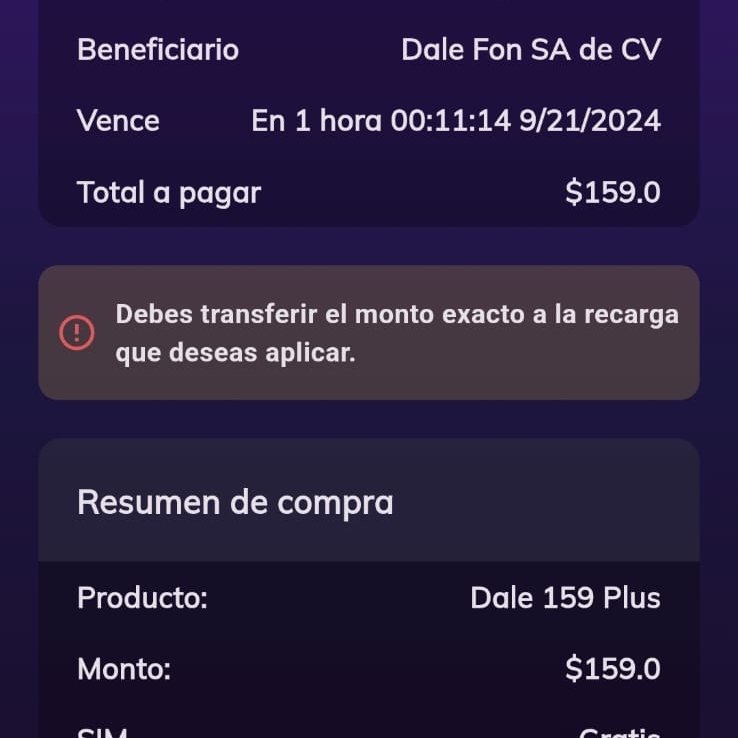 Beneficiario Dale Fon SA de CV
Vence En 1 hora 00:11:14 9/21/2024
Total a pagar $159.0
Debes transferir el monto exacto a la recarga
que deseas aplicar.
Resumen de compra
Producto: Dale 159 Plus
Monto: $159.0
SIM Gratis